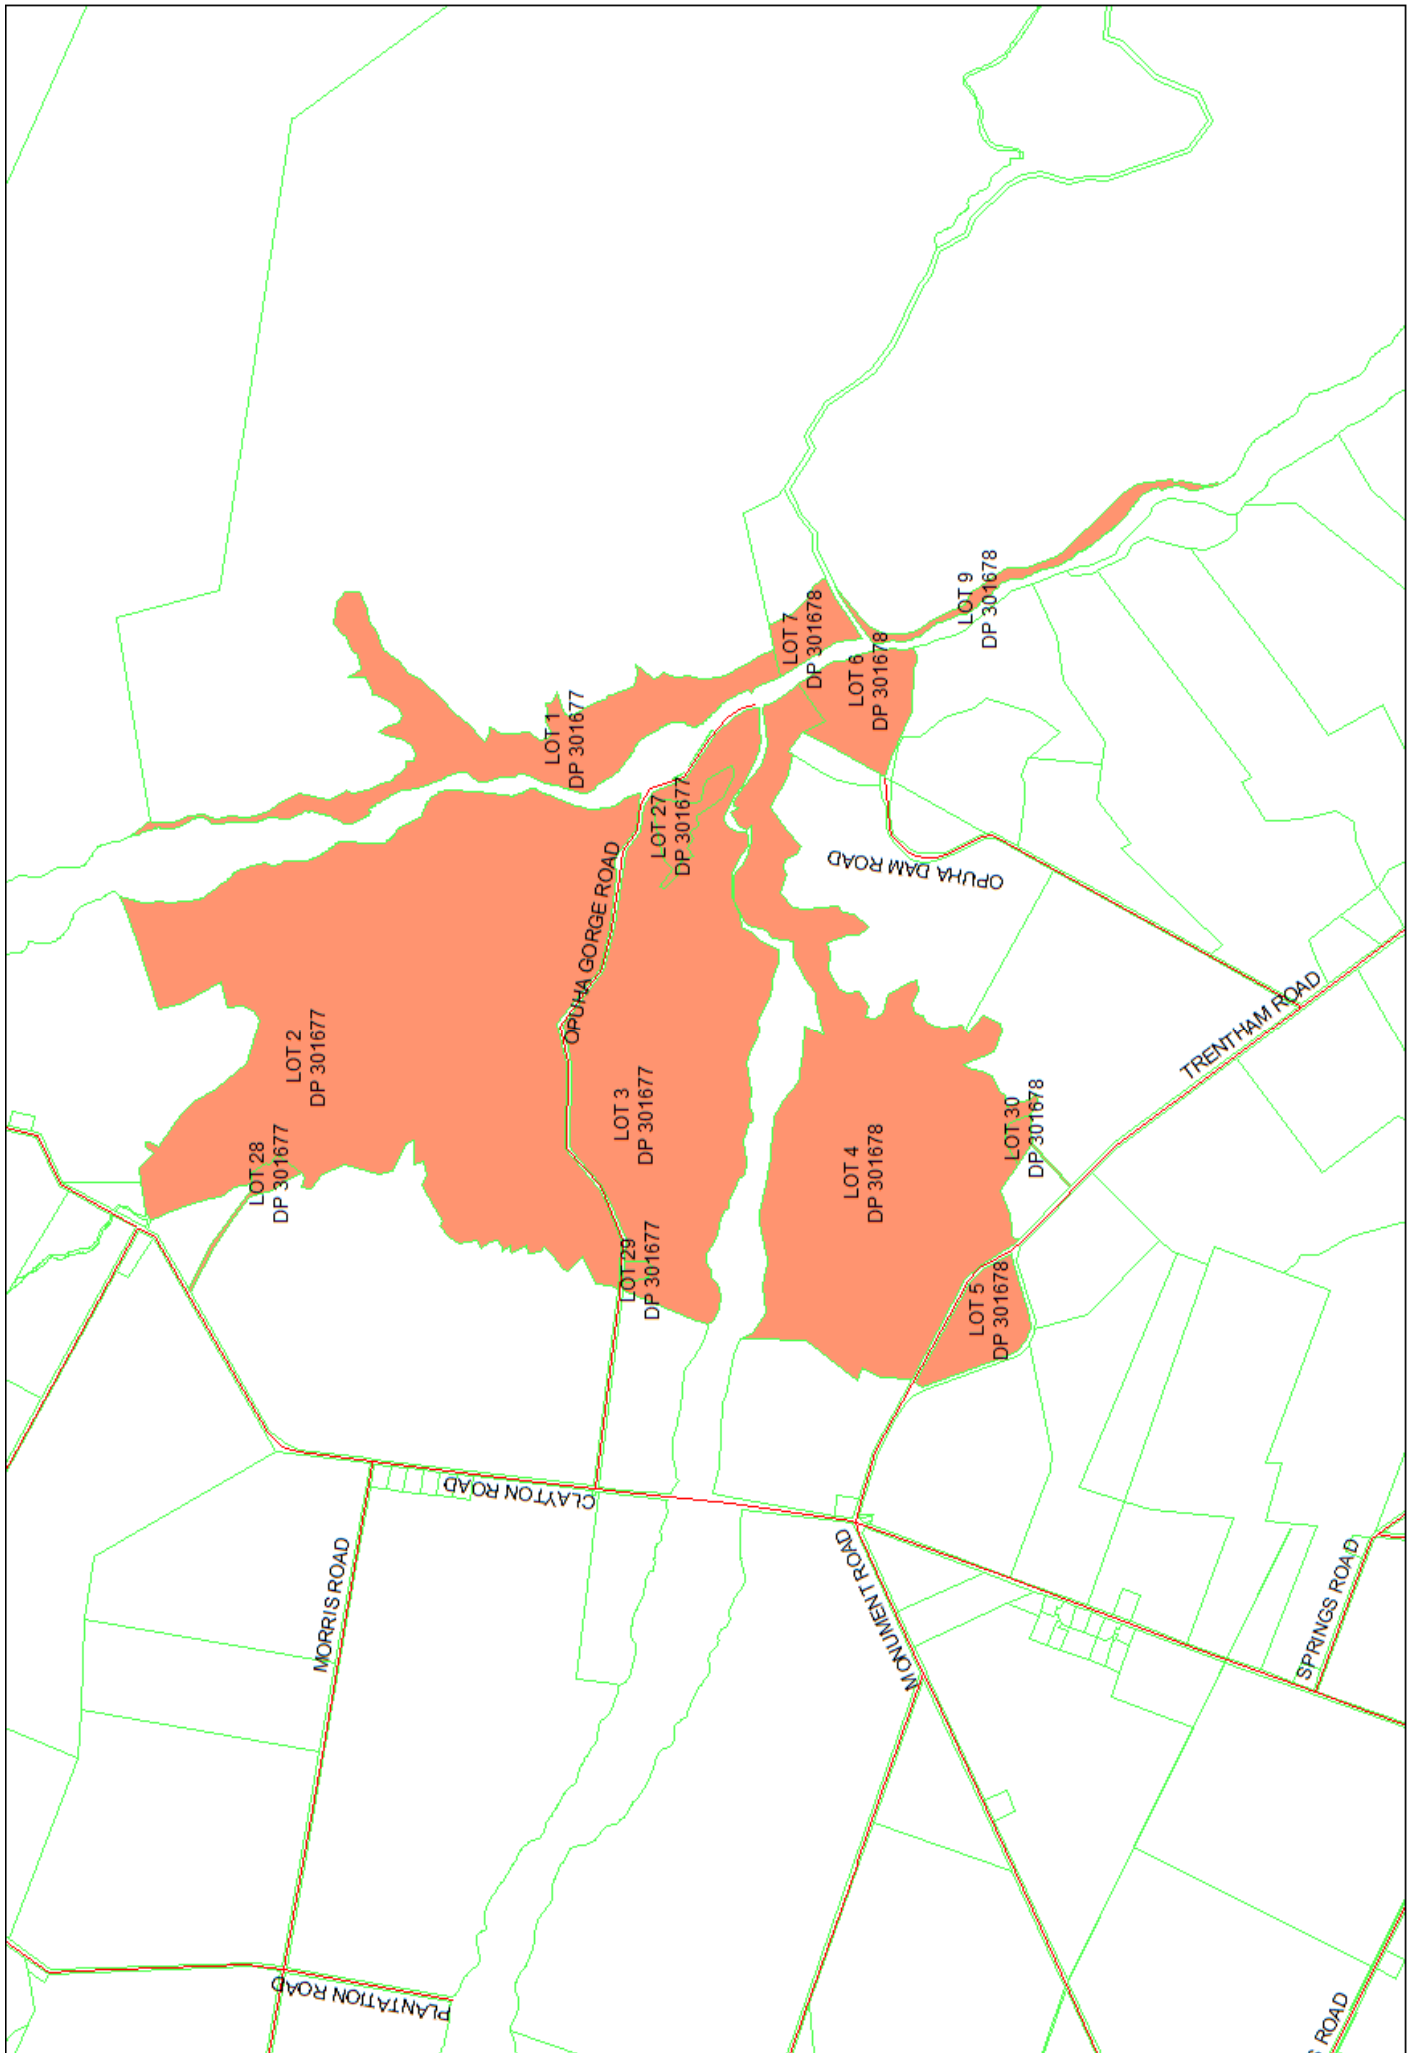 LOT 1
DP 301677
LOT 7
DP 301678
LOT 6
DP 301678
LOT 9
DP 301678
LOT 27
DP 301677
OPUHA GORGE ROAD
OPUHA DAM ROAD
LOT 2
DP 301677
LOT 3
DP 301677
LOT 28
DP 301677
LOT 29
DP 301677
LOT 4
DP 301678
LOT 30
DP 301678
LOT 5
DP 301678
TRENTHAM ROAD
CLAYTON ROAD
MORRIS ROAD
MONUMENT ROAD
SPRINGS ROAD
PLANTATION ROAD
S ROAD